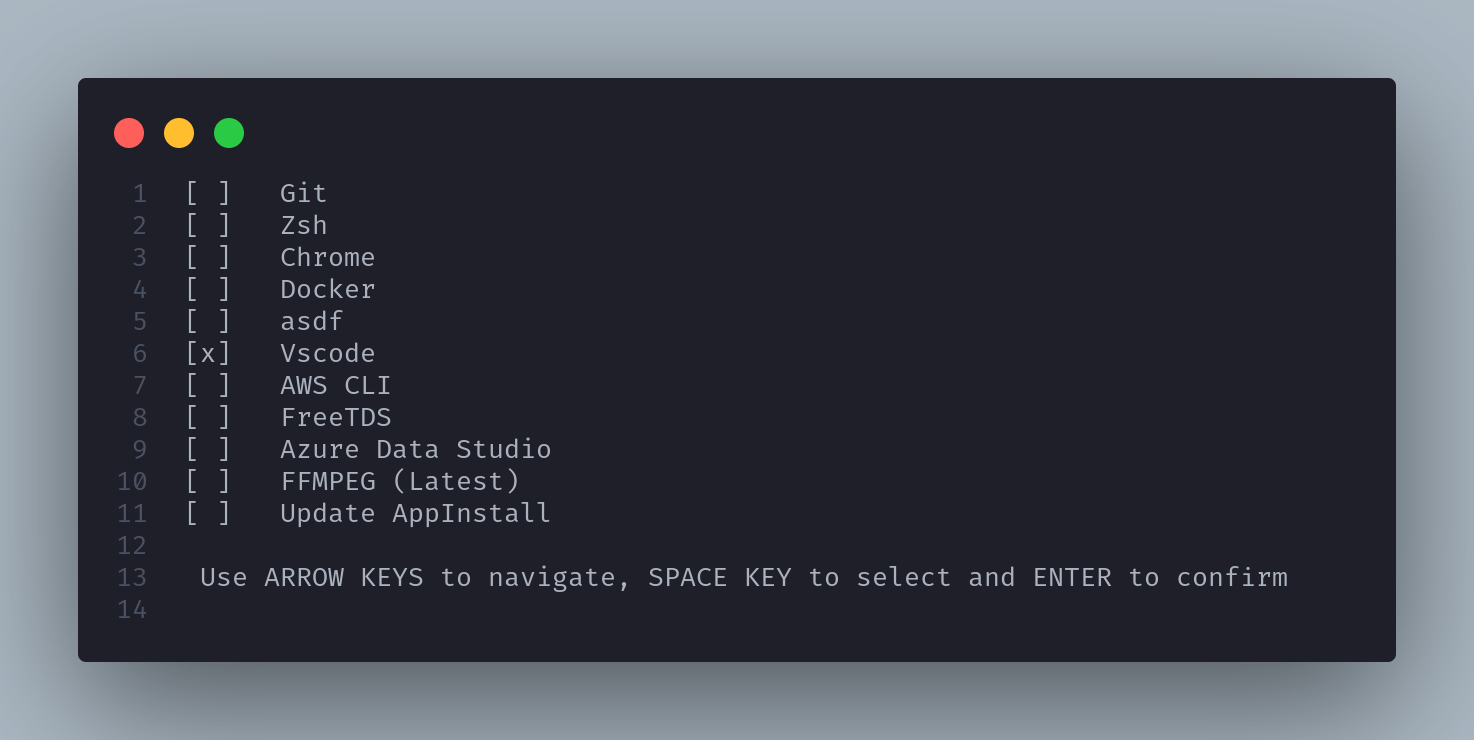 1 [ ]   Git
2 [ ]   Zsh
3 [ ]   Chrome
4 [ ]   Docker
5 [ ]   asdf
6 [x]   Vscode
7 [ ]   AWS CLI
8 [ ]   FreeTDS
9 [ ]   Azure Data Studio
10 [ ]   FFMPEG (Latest)
11 [ ]   Update AppInstall
12
13  Use ARROW KEYS to navigate, SPACE KEY to select and ENTER to confirm
14